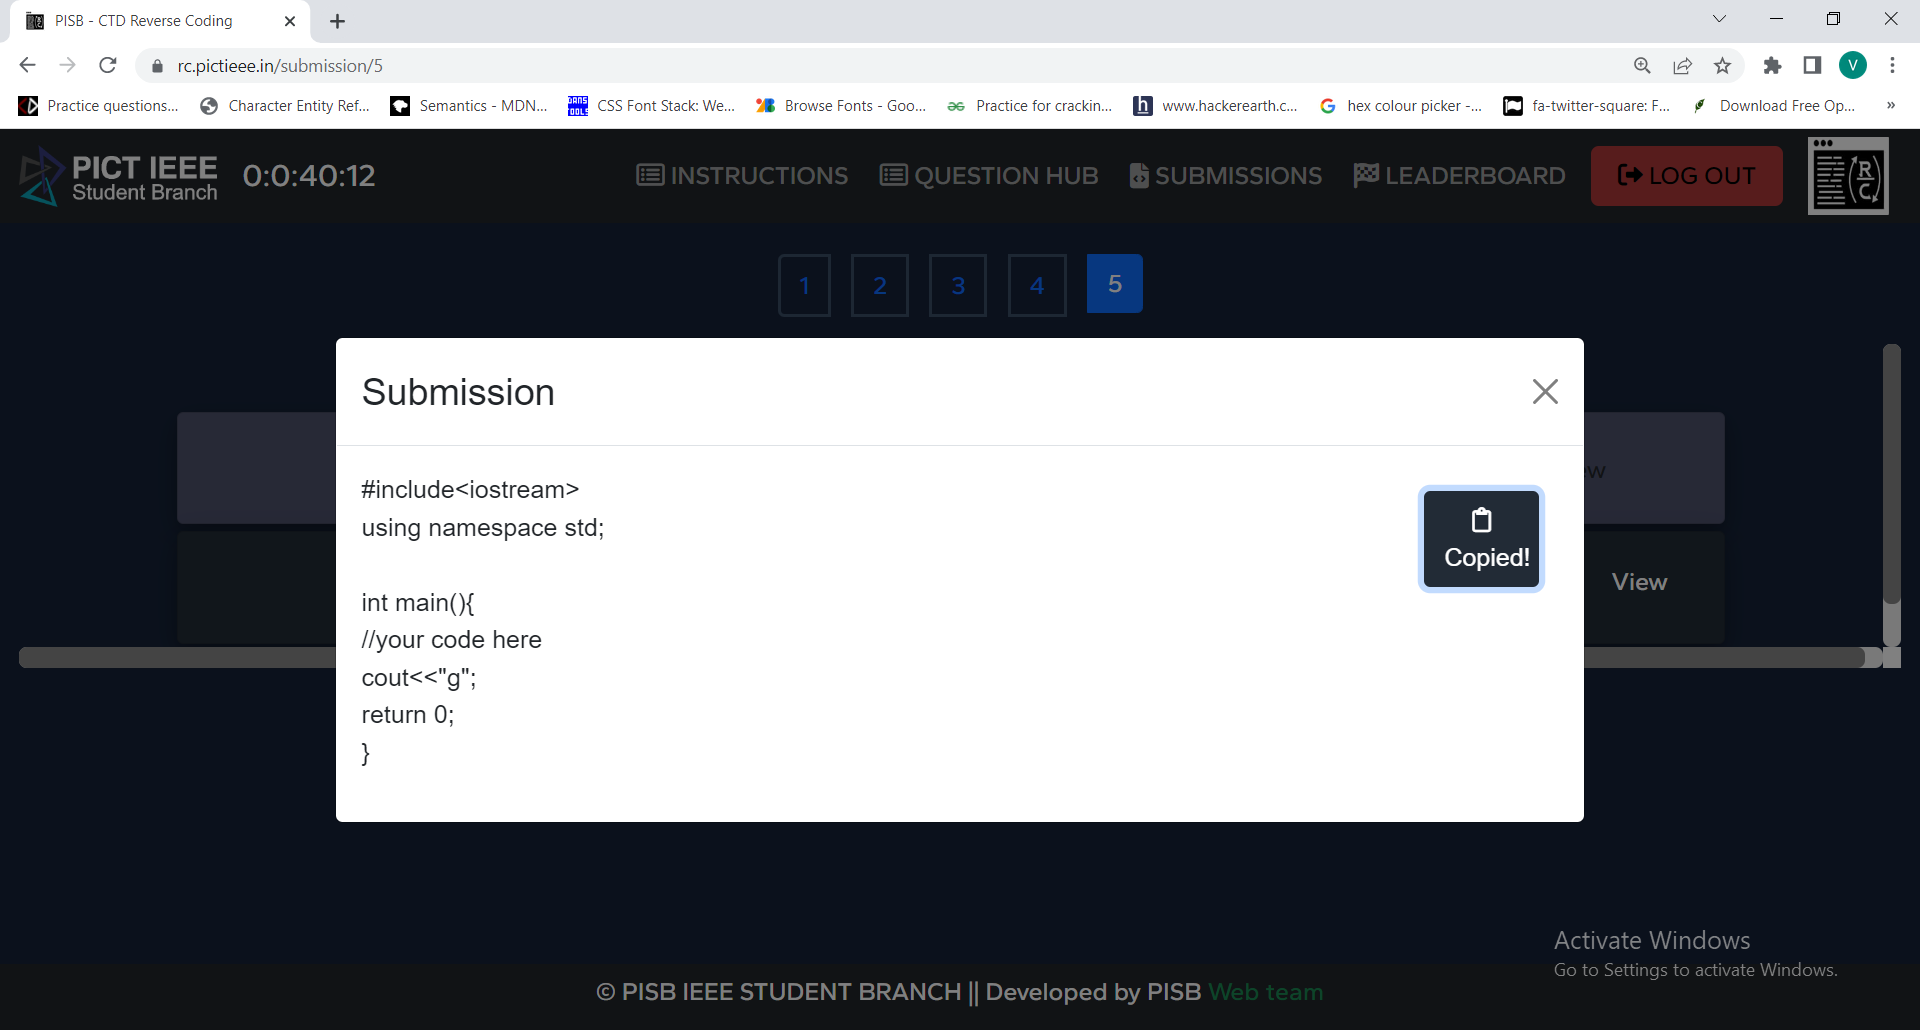 PISB - CTD Reverse Coding
rc.pictieee.in/submission/5
V
Practice questions... Character Entity Ref... Semantics - MDN... CSS Font Stack: We... Browse Fonts - Goo... Practice for crackin... www.hackerearth.c... hex colour picker -... fa-twitter-square: F... Download Free Op... »
PICT IEEE
Student Branch
0:0:40:12
INSTRUCTIONS QUESTION HUB SUBMISSIONS LEADERBOARD LOG OUT
R
C
1 2 3 4 5
Submission
#include<iostream>
using namespace std;
int main(){
//your code here
cout<<"g";
return 0;
}
Copied!
View
Activate Windows
Go to Settings to activate Windows.
© PISB IEEE STUDENT BRANCH || Developed by PISB Web team